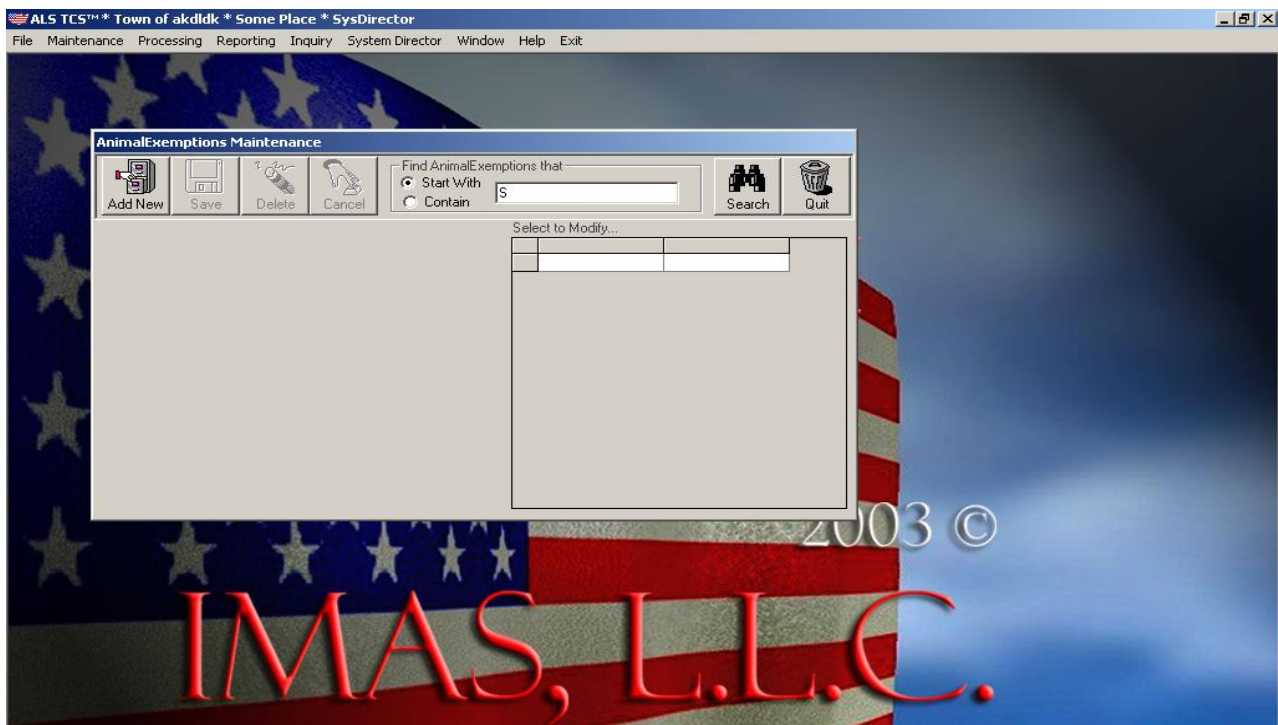 ALS TCS™ * Town of akdldk * Some Place * SysDirector
File Maintenance Processing Reporting Inquiry System Director Window Help Exit
AnimalExemptions Maintenance
Add New Save Delete Cancel
Find AnimalExemptions that
Start With
Contain
S
Search Quit
Select to Modify...
2003 ©
IMAS, L.L.C.